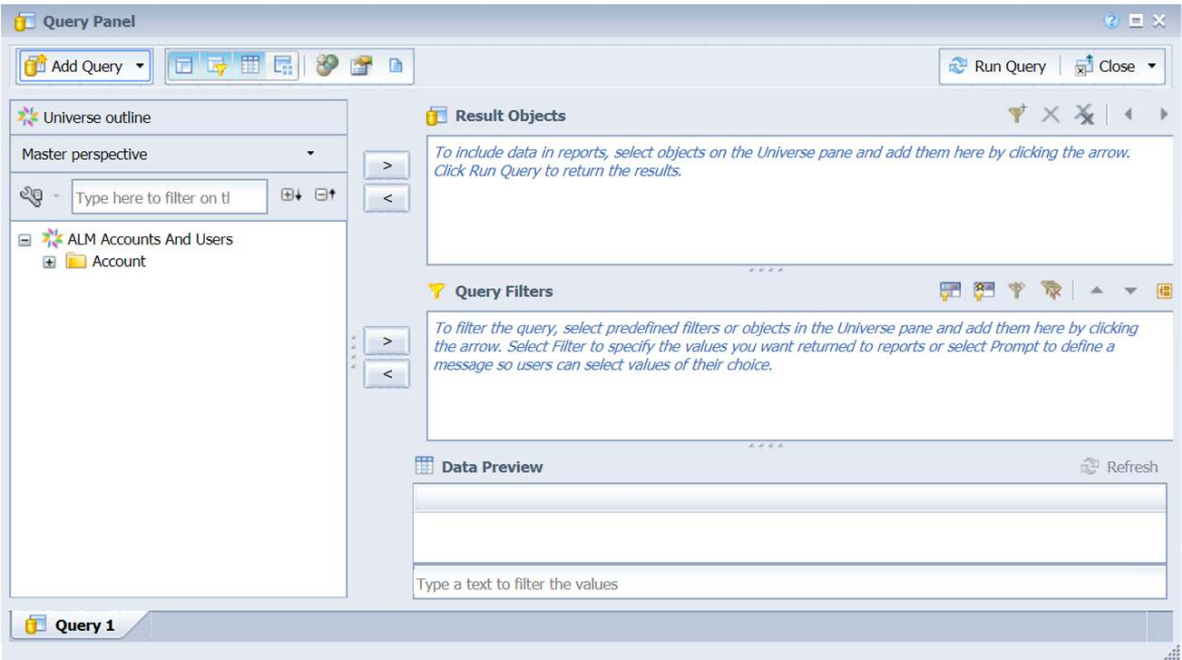 Query Panel
Add Query
Run Query
Close
Universe outline
Master perspective
Type here to filter on tl
ALM Accounts And Users
Account
>
<
Result Objects
To include data in reports, select objects on the Universe pane and add them here by clicking the arrow.
Click Run Query to return the results.
Query Filters
>
<
To filter the query, select predefined filters or objects in the Universe pane and add them here by clicking
the arrow. Select Filter to specify the values you want returned to reports or select Prompt to define a
message so users can select values of their choice.
Data Preview
Refresh
Type a text to filter the values
Query 1